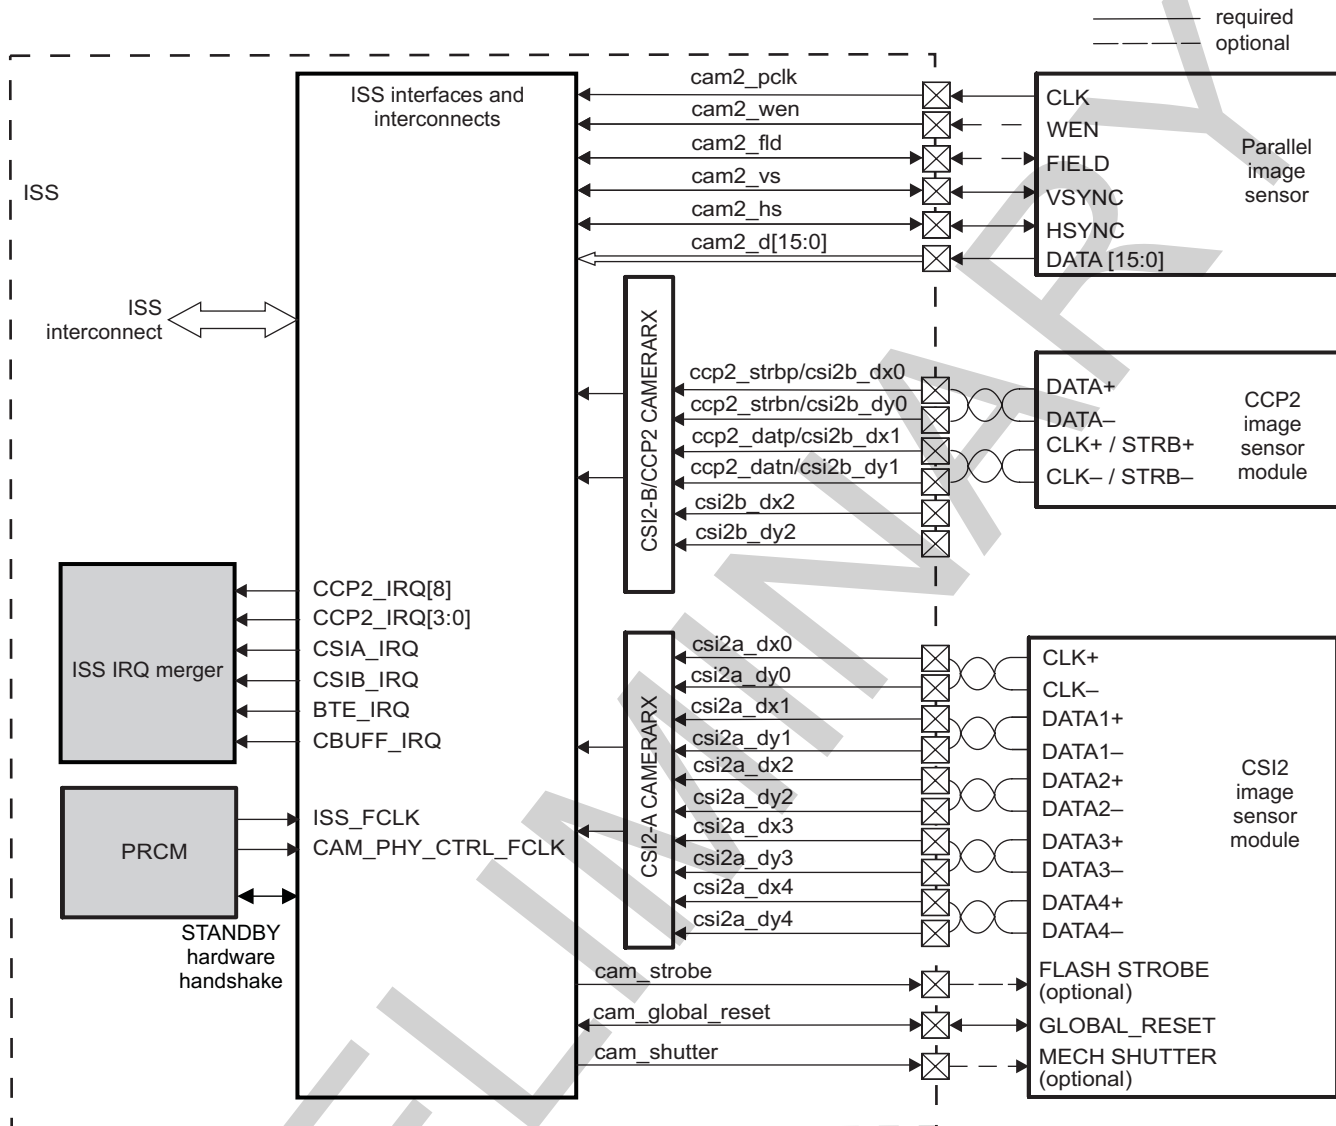 required
optional
ISS interfaces and
interconnects
ISS
ISS
interconnect
cam2_pclk
cam2_wen
cam2_fld
cam2_vs
cam2_hs
cam2_d[15:0]
CLK
WEN
FIELD
VSYNC
HSYNC
DATA [15:0]
Parallel
image
sensor
CSI2-B/CCP2 CAMERARX
ccp2_strbp/csi2b_dx0
ccp2_strbn/csi2b_dy0
ccp2_datp/csi2b_dx1
ccp2_datn/csi2b_dy1
csi2b_dx2
csi2b_dy2
DATA+
DATA–
CLK+ / STRB+
CLK– / STRB–
CCP2
image
sensor
module
ISS IRQ merger
CCP2_IRQ[8]
CCP2_IRQ[3:0]
CSIA_IRQ
CSIB_IRQ
BTE_IRQ
CBUFF_IRQ
PRCM
ISS_FCLK
CAM_PHY_CTRL_FCLK
STANDBY
hardware
handshake
CSI2-A CAMERARX
csi2a_dx0
csi2a_dy0
csi2a_dx1
csi2a_dy1
csi2a_dx2
csi2a_dy2
csi2a_dx3
csi2a_dy3
csi2a_dx4
csi2a_dy4
CLK+
CLK–
DATA1+
DATA1–
DATA2+
DATA2–
DATA3+
DATA3–
DATA4+
DATA4–
CSI2
image
sensor
module
cam_strobe
cam_global_reset
cam_shutter
FLASH STROBE
(optional)
GLOBAL_RESET
MECH SHUTTER
(optional)
ELIMINARY